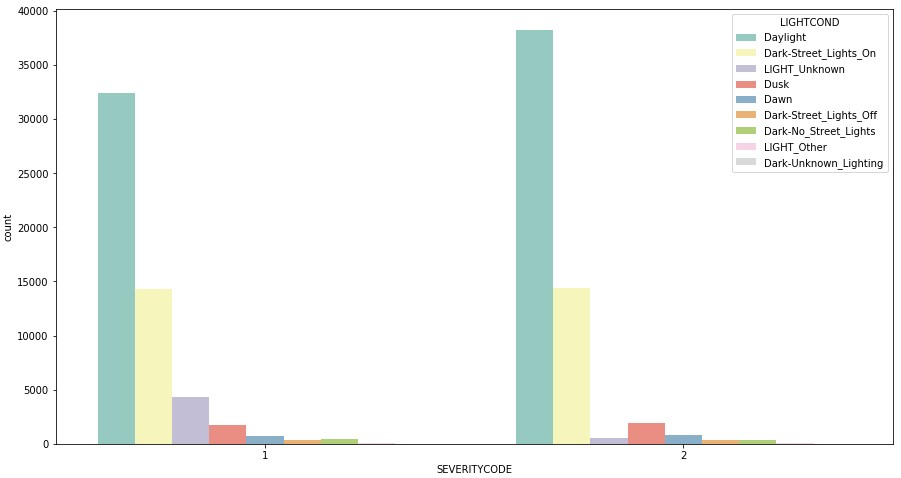 40000
35000
30000
25000
20000
15000
10000
5000
0
count
1
2
SEVERITYCODE
LIGHTCOND
Daylight
Dark-Street_Lights_On
LIGHT_Unknown
Dusk
Dawn
Dark-Street_Lights_Off
Dark-No_Street_Lights
LIGHT_Other
Dark-Unknown_Lighting